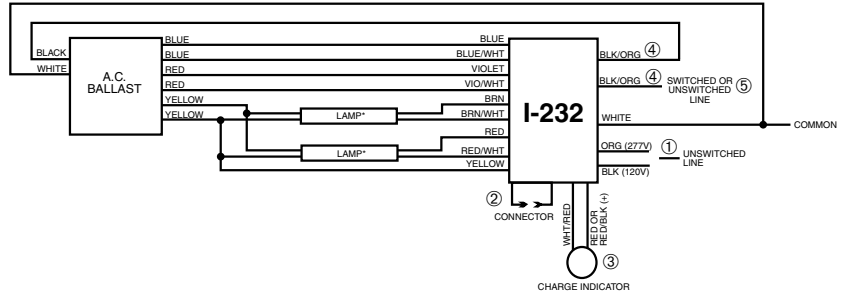 BLACK
WHITE
A.C.
BALLAST
BLUE
BLUE
RED
RED
YELLOW
YELLOW
LAMP*
LAMP*
BLUE
BLUE/WHT
VIOLET
VIO/WHT
BRN
BRN/WHT
RED
RED/WHT
YELLOW
I-232
BLK/ORG ④
BLK/ORG ④ SWITCHED OR ⑤
UNSWITCHED
LINE
WHITE
COMMON
ORG (277V) ① UNSWITCHED
LINE
BLK (120V)
②
CONNECTOR
WHT/RED
RED OR
RED/BLK (+)
③
CHARGE INDICATOR